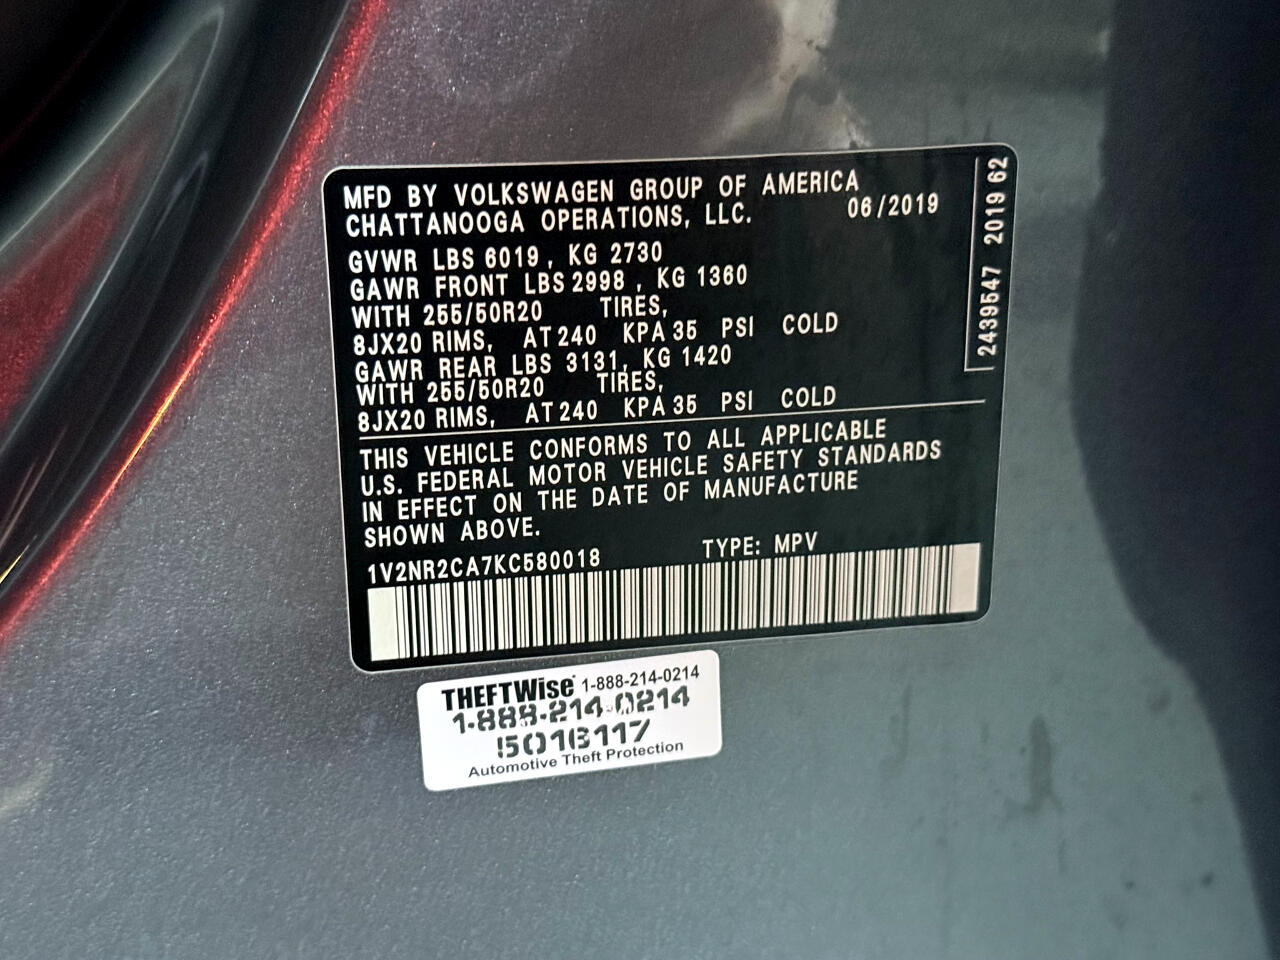 MFD BY VOLKSWAGEN GROUP OF AMERICA
CHATTANOOGA OPERATIONS, LLC. 06/2019
GVWR LBS 6019, KG 2730
GAWR FRONT LBS 2998, KG 1360
WITH 255/50R20 TIRES,
8JX20 RIMS, AT 240 KPA 35 PSI COLD
GAWR REAR LBS 3131, KG 1420
WITH 255/50R20 TIRES,
8JX20 RIMS, AT 240 KPA 35 PSI COLD
THIS VEHICLE CONFORMS TO ALL APPLICABLE
U.S. FEDERAL MOTOR VEHICLE SAFETY STANDARDS
IN EFFECT ON THE DATE OF MANUFACTURE
SHOWN ABOVE.
1V2NR2CA7KC580018 TYPE: MPV
2439547 2019 62
THEFTWise 1-888-214-0214
1-888-214-0214
5016117
Automotive Theft Protection